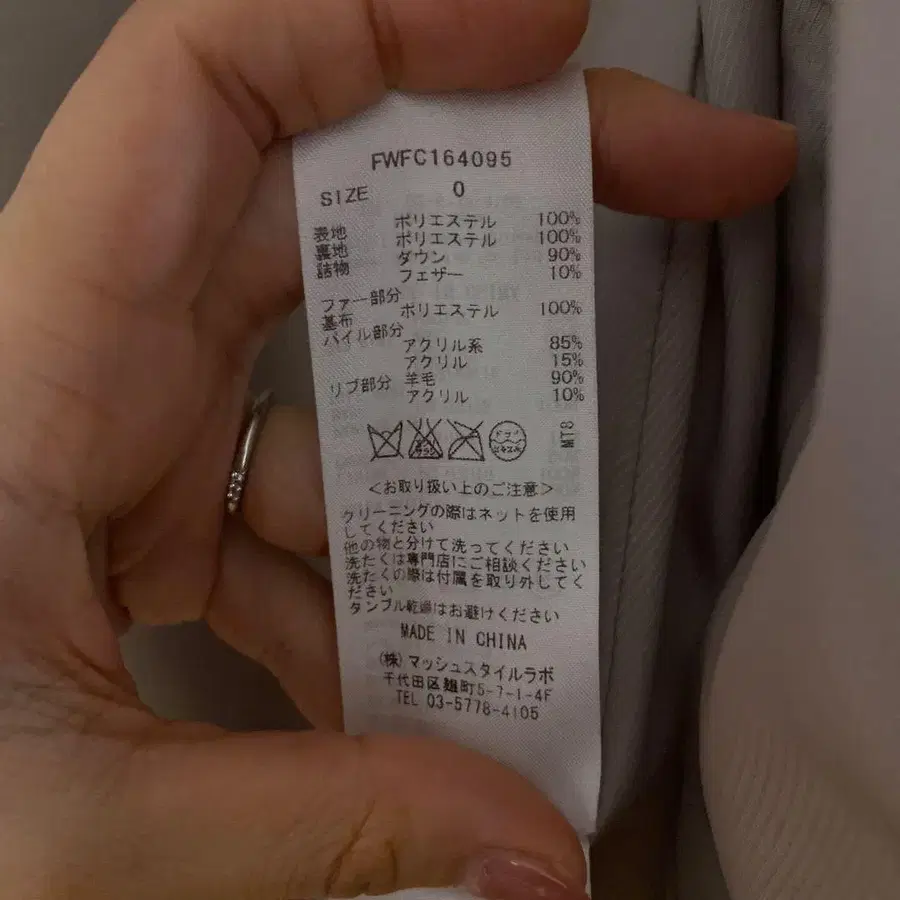 FWFC164095
SIZE 0
表地 ポリエステル 100%
裏地 ポリエステル 100%
詰物 ダウン 90%
フェザー 10%
ファー部分
基布 ポリエステル 100%
パイル部分
アクリル系 85%
アクリル 15%
リブ部分 羊毛 90%
アクリル 10%
MT8
<お取り扱い上のご注意>
クリーニングの際はネットを使用
してください
他の物と分けて洗ってください
洗たくは専門店にご相談ください
洗たくの際は付属を取り外してく
ださい
タンブル乾燥はお避けください
MADE IN CHINA
(株)マッシュスタイルラボ
千代田区麹町5-7-1-4F
TEL 03-5778-4105